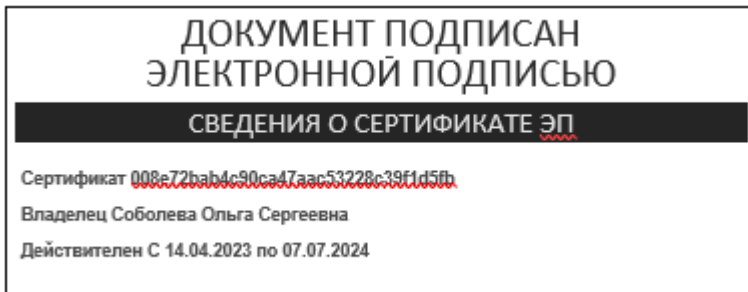 ДОКУМЕНТ ПОДПИСАН
ЭЛЕКТРОННОЙ ПОДПИСЬЮ
СВЕДЕНИЯ О СЕРТИФИКАТЕ ЭП
Сертификат 008e72bab4c90ca47aac53228c39f1d5fb
Владелец Соболева Ольга Сергеевна
Действителен С 14.04.2023 по 07.07.2024